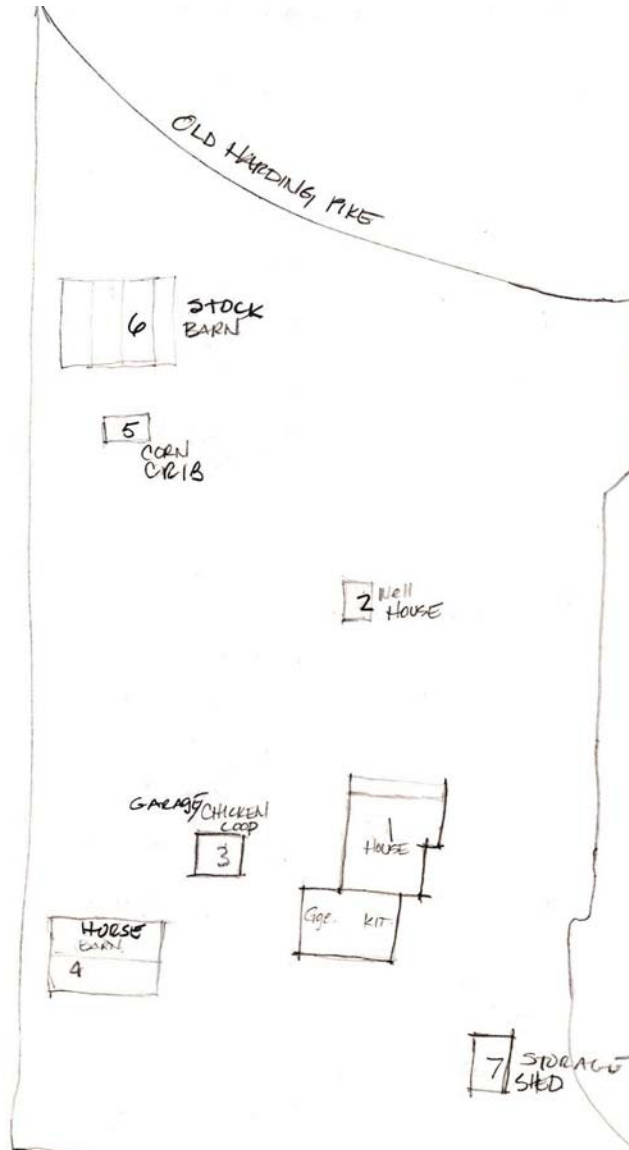 OLD HARDING PIKE
6
STOCK
BARN
5
CORN
CRIB
2
Well
HOUSE
GARAGE/CHICKEN
COOP
3
1
HOUSE
Gge. KIT.
HORSE
BARN
4
7
STORAGE
SHED